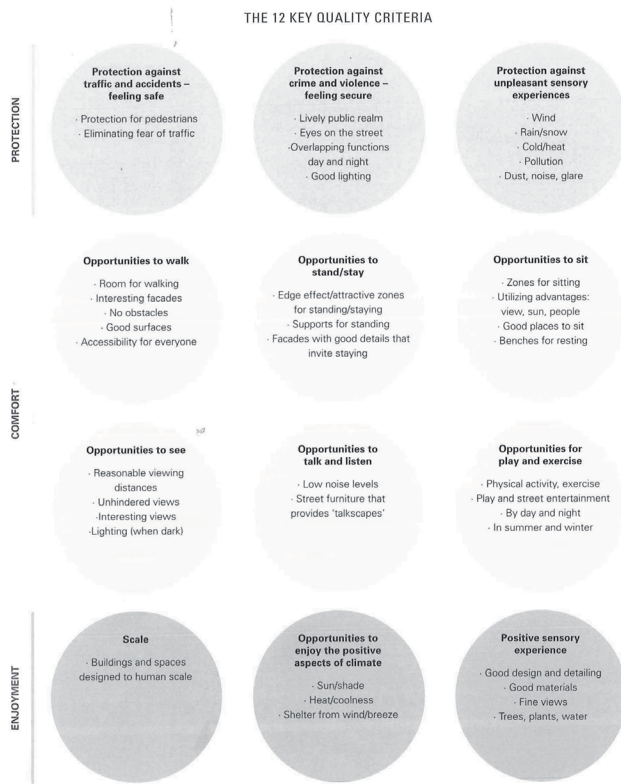 THE 12 KEY QUALITY CRITERIA
PROTECTION
Protection against
traffic and accidents –
feeling safe
· Protection for pedestrians
· Eliminating fear of traffic
Protection against
crime and violence –
feeling secure
· Lively public realm
· Eyes on the street
·Overlapping functions
day and night
· Good lighting
Protection against
unpleasant sensory
experiences
· Wind
· Rain/snow
· Cold/heat
· Pollution
· Dust, noise, glare
COMFORT
Opportunities to walk
· Room for walking
· Interesting facades
· No obstacles
· Good surfaces
· Accessibility for everyone
Opportunities to
stand/stay
· Edge effect/attractive zones
for standing/staying
· Supports for standing
· Facades with good details that
invite staying
Opportunities to sit
· Zones for sitting
· Utilizing advantages:
view, sun, people
· Good places to sit
· Benches for resting
Opportunities to see
· Reasonable viewing
distances
· Unhindered views
·Interesting views
·Lighting (when dark)
Opportunities to
talk and listen
· Low noise levels
· Street furniture that
provides ‘talkscapes’
Opportunities for
play and exercise
· Physical activity, exercise
· Play and street entertainment
· By day and night
· In summer and winter
ENJOYMENT
Scale
· Buildings and spaces
designed to human scale
Opportunities to
enjoy the positive
aspects of climate
· Sun/shade
· Heat/coolness
· Shelter from wind/breeze
Positive sensory
experience
· Good design and detailing
· Good materials
· Fine views
· Trees, plants, water